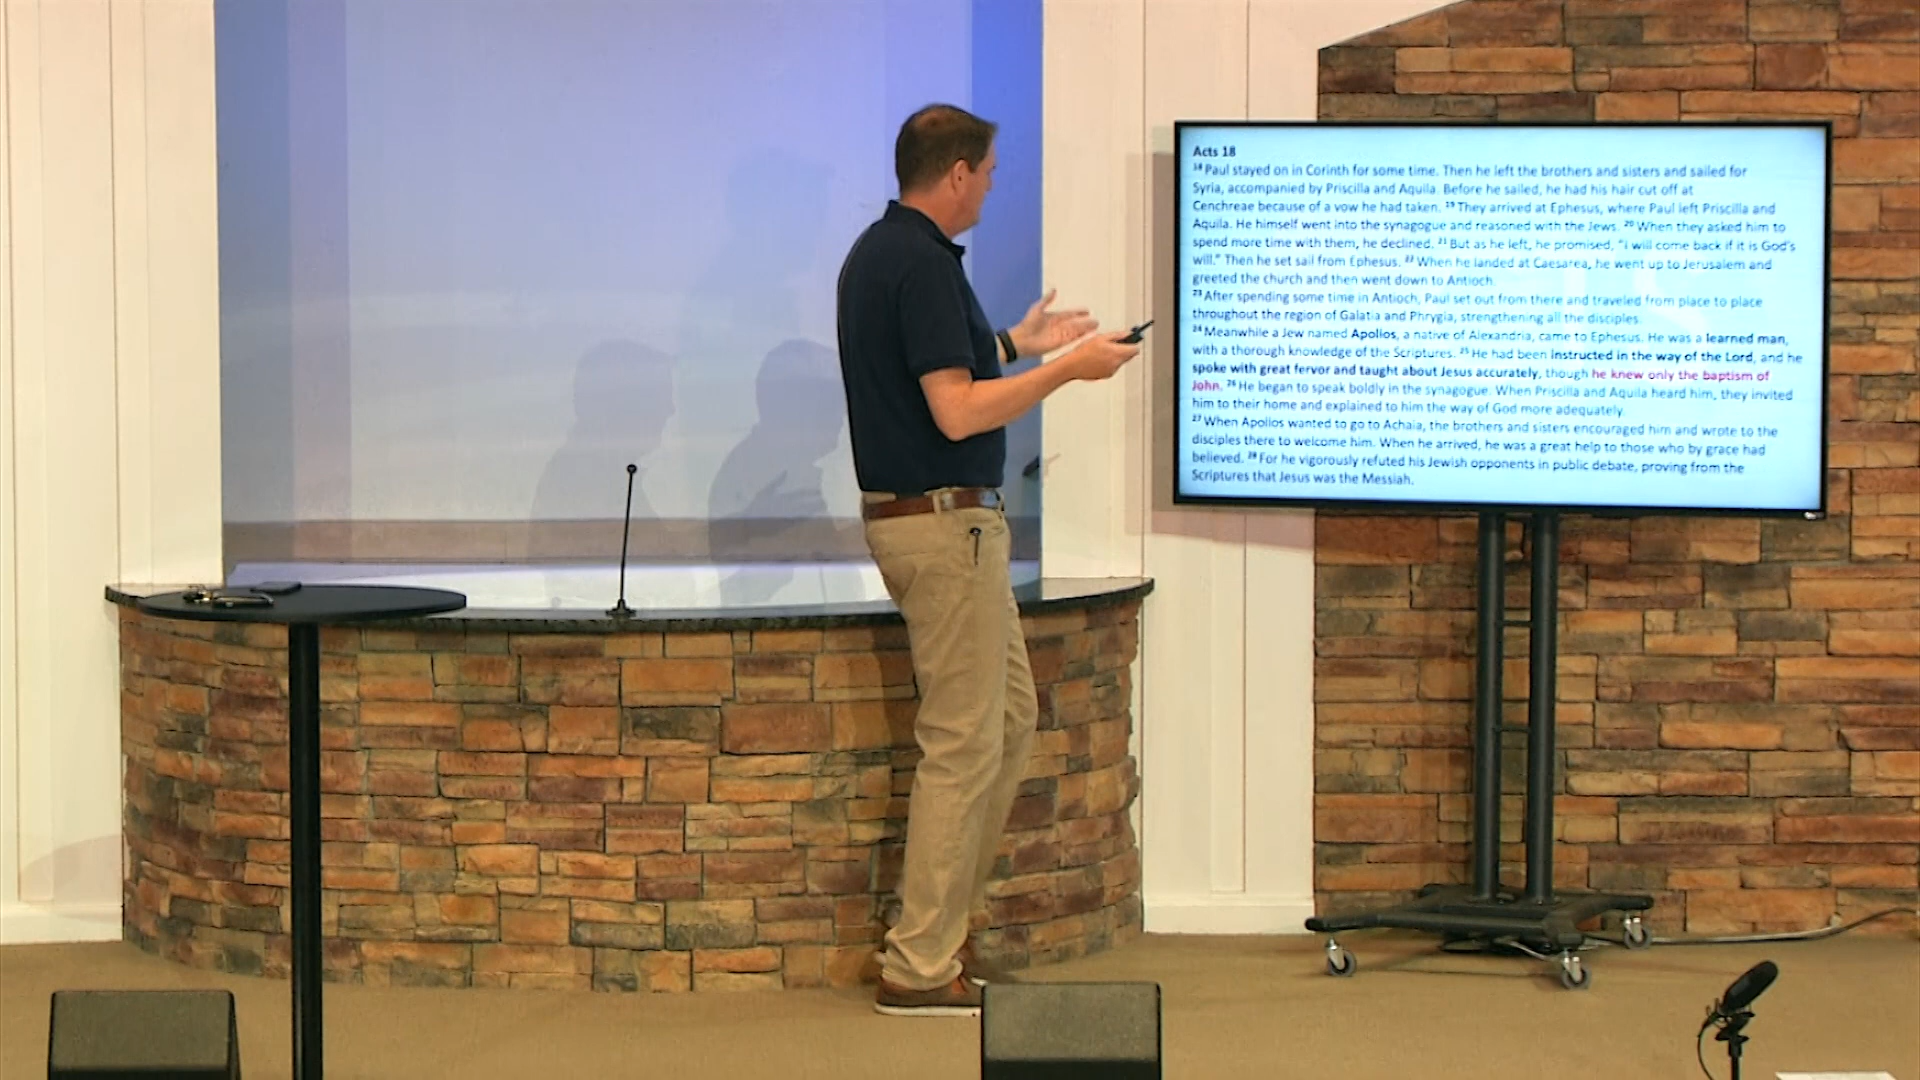 Acts 18
18 Paul stayed on in Corinth for some time. Then he left the brothers and sisters and sailed for
Syria, accompanied by Priscilla and Aquila. Before he sailed, he had his hair cut off at
Cenchreae because of a vow he had taken. 19 They arrived at Ephesus, where Paul left Priscilla and
Aquila. He himself went into the synagogue and reasoned with the Jews. 20 When they asked him to
spend more time with them, he declined. 21 But as he left, he promised, "I will come back if it is God's
will." Then he set sail from Ephesus. 22 When he landed at Caesarea, he went up to Jerusalem and
greeted the church and then went down to Antioch.
23 After spending some time in Antioch, Paul set out from there and traveled from place to place
throughout the region of Galatia and Phrygia, strengthening all the disciples.
24 Meanwhile a Jew named Apollos, a native of Alexandria, came to Ephesus. He was a learned man,
with a thorough knowledge of the Scriptures. 25 He had been instructed in the way of the Lord, and he
spoke with great fervor and taught about Jesus accurately, though he knew only the baptism of
John. 26 He began to speak boldly in the synagogue. When Priscilla and Aquila heard him, they invited
him to their home and explained to him the way of God more adequately.
27 When Apollos wanted to go to Achaia, the brothers and sisters encouraged him and wrote to the
disciples there to welcome him. When he arrived, he was a great help to those who by grace had
believed. 28 For he vigorously refuted his Jewish opponents in public debate, proving from the
Scriptures that Jesus was the Messiah.